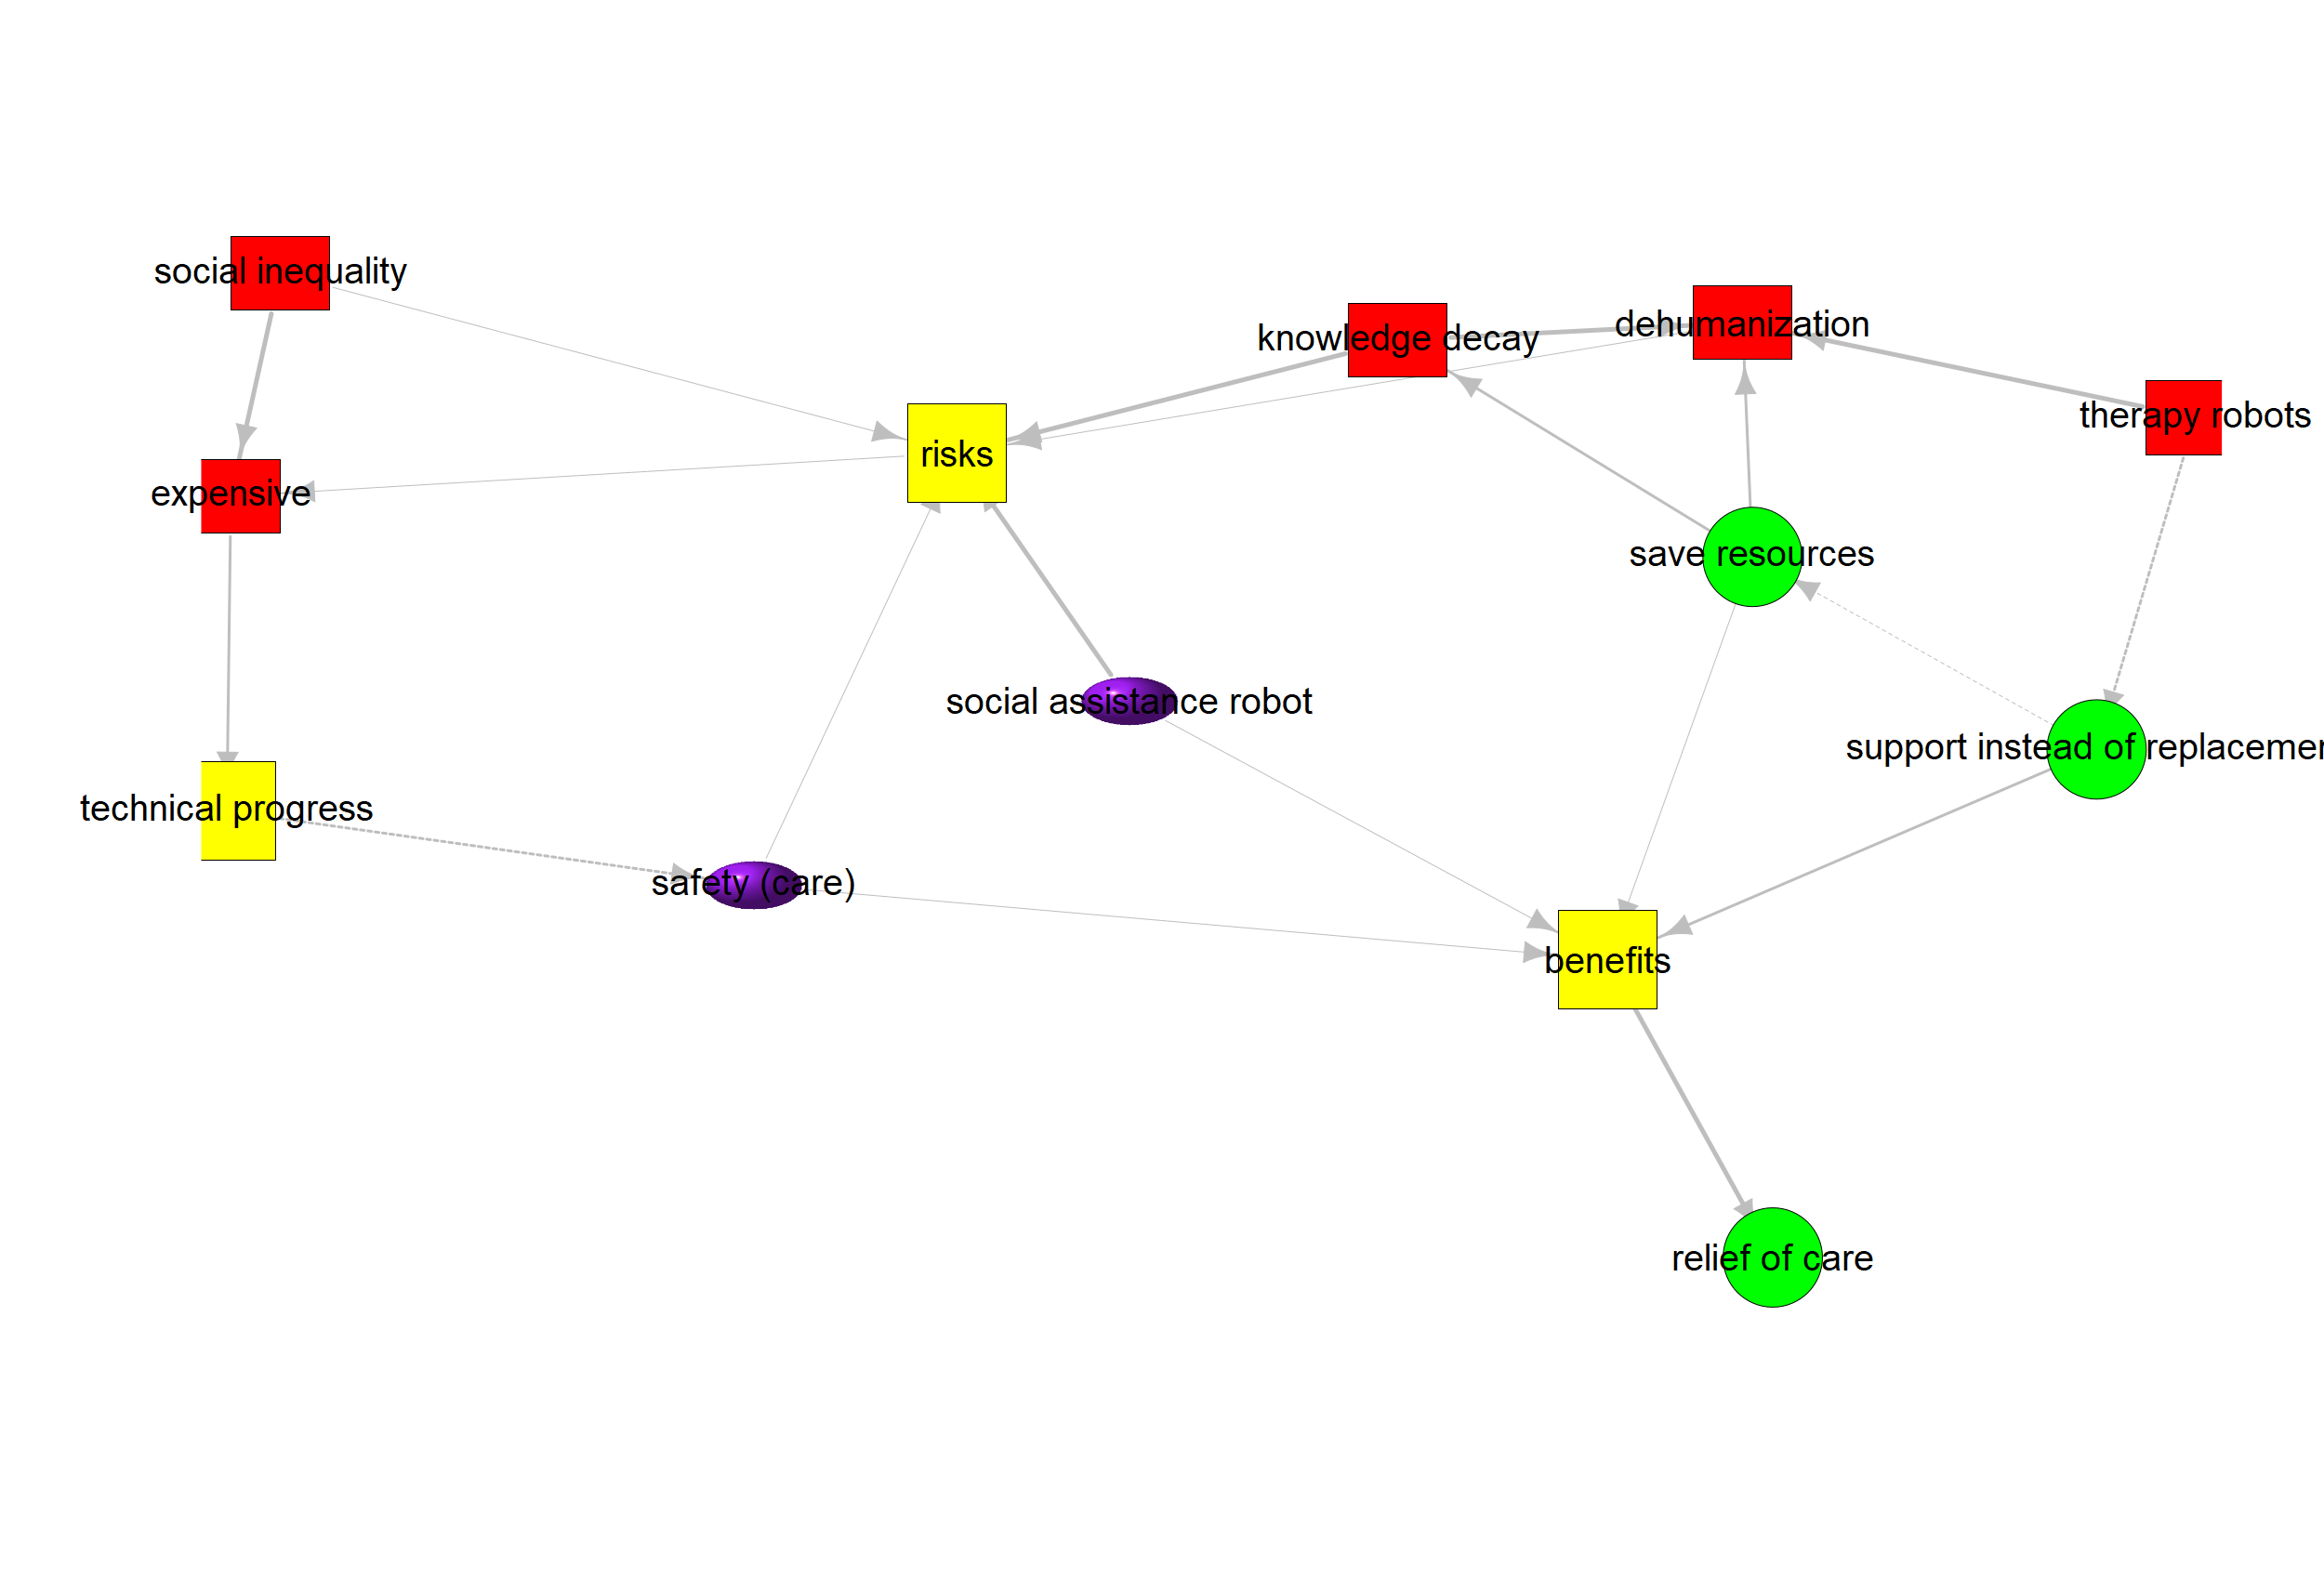 social inequality
knowledge decay
dehumanization
therapy robots
risks
expensive
save resources
social assistance robot
support instead of
technical progress
safety (care)
benefits
relief of care